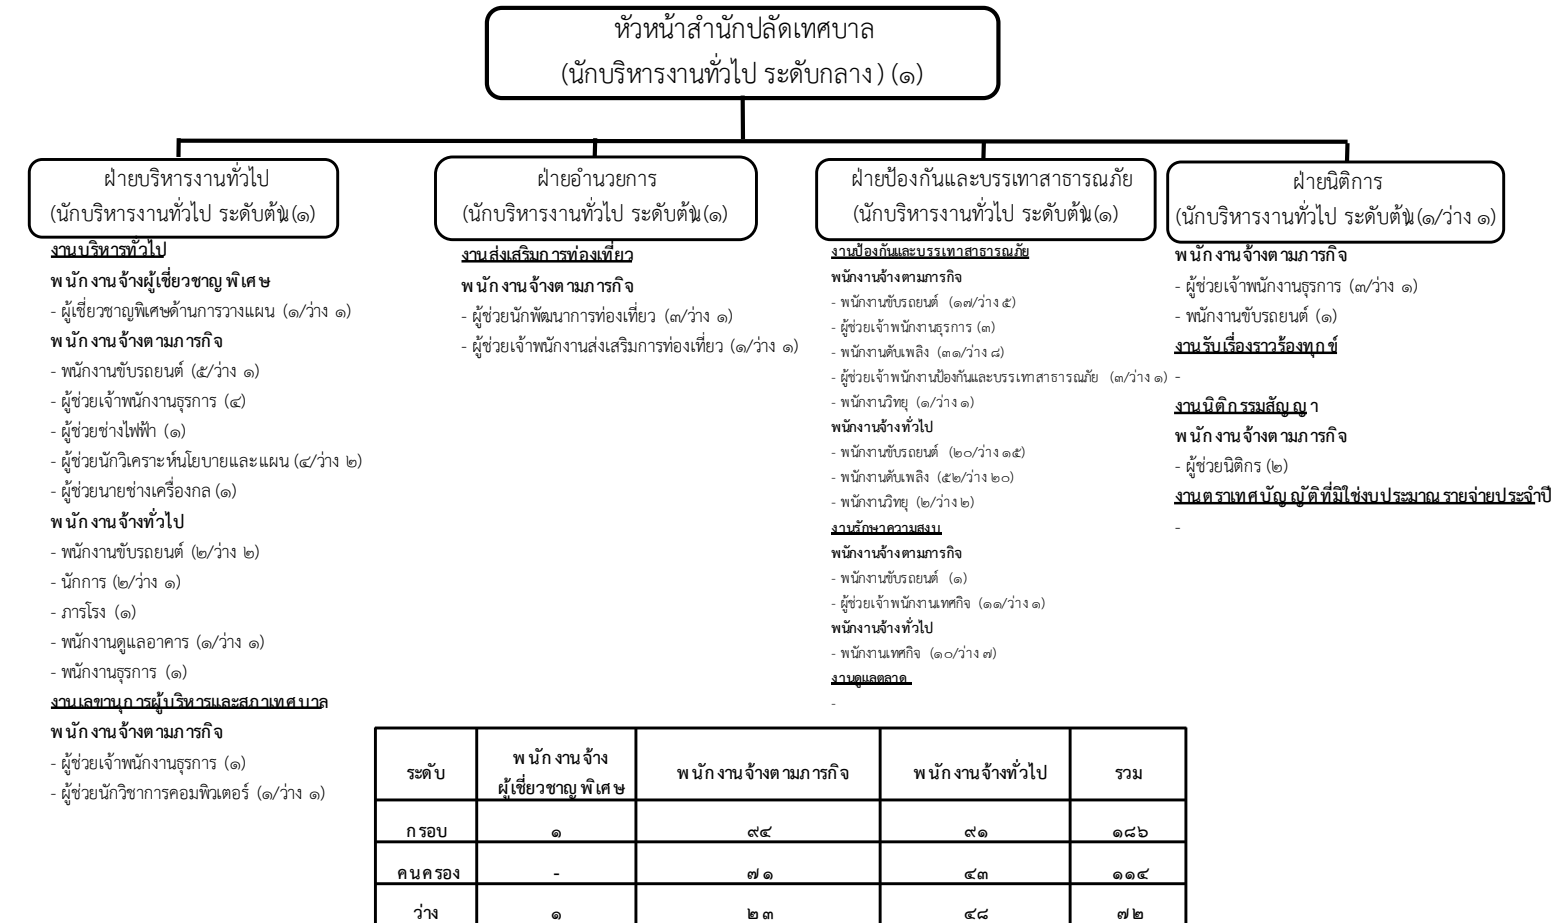 หัวหน้าสำนักปลัดเทศบาล
(นักบริหารงานทั่วไป ระดับกลาง) (๑)
ฝ่ายบริหารงานทั่วไป
(นักบริหารงานทั่วไป ระดับต้น) (๑)
งานบริหารทั่วไป
พนักงานจ้างผู้เชี่ยวชาญพิเศษ
- ผู้เชี่ยวชาญพิเศษด้านการวางแผน (๑/ว่าง ๑)
พนักงานจ้างตามภารกิจ
- พนักงานขับรถยนต์ (๕/ว่าง ๑)
- ผู้ช่วยเจ้าพนักงานธุรการ (๔)
- ผู้ช่วยช่างไฟฟ้า (๑)
- ผู้ช่วยนักวิเคราะห์นโยบายและแผน (๔/ว่าง ๒)
- ผู้ช่วยนายช่างเครื่องกล (๑)
พนักงานจ้างทั่วไป
- พนักงานขับรถยนต์ (๒/ว่าง ๒)
- นักการ (๒/ว่าง ๑)
- ภารโรง (๑)
- พนักงานดูแลอาคาร (๑/ว่าง ๑)
- พนักงานธุรการ (๑)
งานเลขานุการผู้บริหารและสภาเทศบาล
พนักงานจ้างตามภารกิจ
- ผู้ช่วยเจ้าพนักงานธุรการ (๑)
- ผู้ช่วยนักวิชาการคอมพิวเตอร์ (๑/ว่าง ๑)
ฝ่ายอำนวยการ
(นักบริหารงานทั่วไป ระดับต้น) (๑)
งานส่งเสริมการท่องเที่ยว
พนักงานจ้างตามภารกิจ
- ผู้ช่วยนักพัฒนาการท่องเที่ยว (๓/ว่าง ๑)
- ผู้ช่วยเจ้าพนักงานส่งเสริมการท่องเที่ยว (๑/ว่าง ๑)
ฝ่ายป้องกันและบรรเทาสาธารณภัย
(นักบริหารงานทั่วไป ระดับต้น) (๑)
งานป้องกันและบรรเทาสาธารณภัย
พนักงานจ้างตามภารกิจ
- พนักงานขับรถยนต์ (๑๗/ว่าง ๕)
- ผู้ช่วยเจ้าพนักงานธุรการ (๓)
- พนักงานดับเพลิง (๓๑/ว่าง ๘)
- ผู้ช่วยเจ้าพนักงานป้องกันและบรรเทาสาธารณภัย (๓/ว่าง ๑)
- พนักงานวิทยุ (๑/ว่าง ๑)
พนักงานจ้างทั่วไป
- พนักงานขับรถยนต์ (๒๐/ว่าง ๑๕)
- พนักงานดับเพลิง (๕๒/ว่าง ๒๐)
- พนักงานวิทยุ (๒/ว่าง ๒)
งานรักษาความสงบ
พนักงานจ้างตามภารกิจ
- พนักงานขับรถยนต์ (๑)
- ผู้ช่วยเจ้าพนักงานเทศกิจ (๑๑/ว่าง ๑)
พนักงานจ้างทั่วไป
- พนักงานเทศกิจ (๑๐/ว่าง ๗)
งานดูแลตลาด
-
ฝ่ายนิติการ
(นักบริหารงานทั่วไป ระดับต้น) (๑/ว่าง ๑)
พนักงานจ้างตามภารกิจ
- ผู้ช่วยเจ้าพนักงานธุรการ (๓/ว่าง ๑)
- พนักงานขับรถยนต์ (๑)
งานรับเรื่องราวร้องทุกข์
-
งานนิติกรรมสัญญา
พนักงานจ้างตามภารกิจ
- ผู้ช่วยนิติกร (๒)
งานตราเทศบัญญัติที่มิใช่งบประมาณรายจ่ายประจำปี
-
ระดับ พนักงานจ้างผู้เชี่ยวชาญพิเศษ พนักงานจ้างตามภารกิจ พนักงานจ้างทั่วไป รวม
กรอบ ๑ ๙๔ ๙๑ ๑๘๖
คนครอง - ๗๑ ๔๓ ๑๑๔
ว่าง ๑ ๒๓ ๔๘ ๗๒